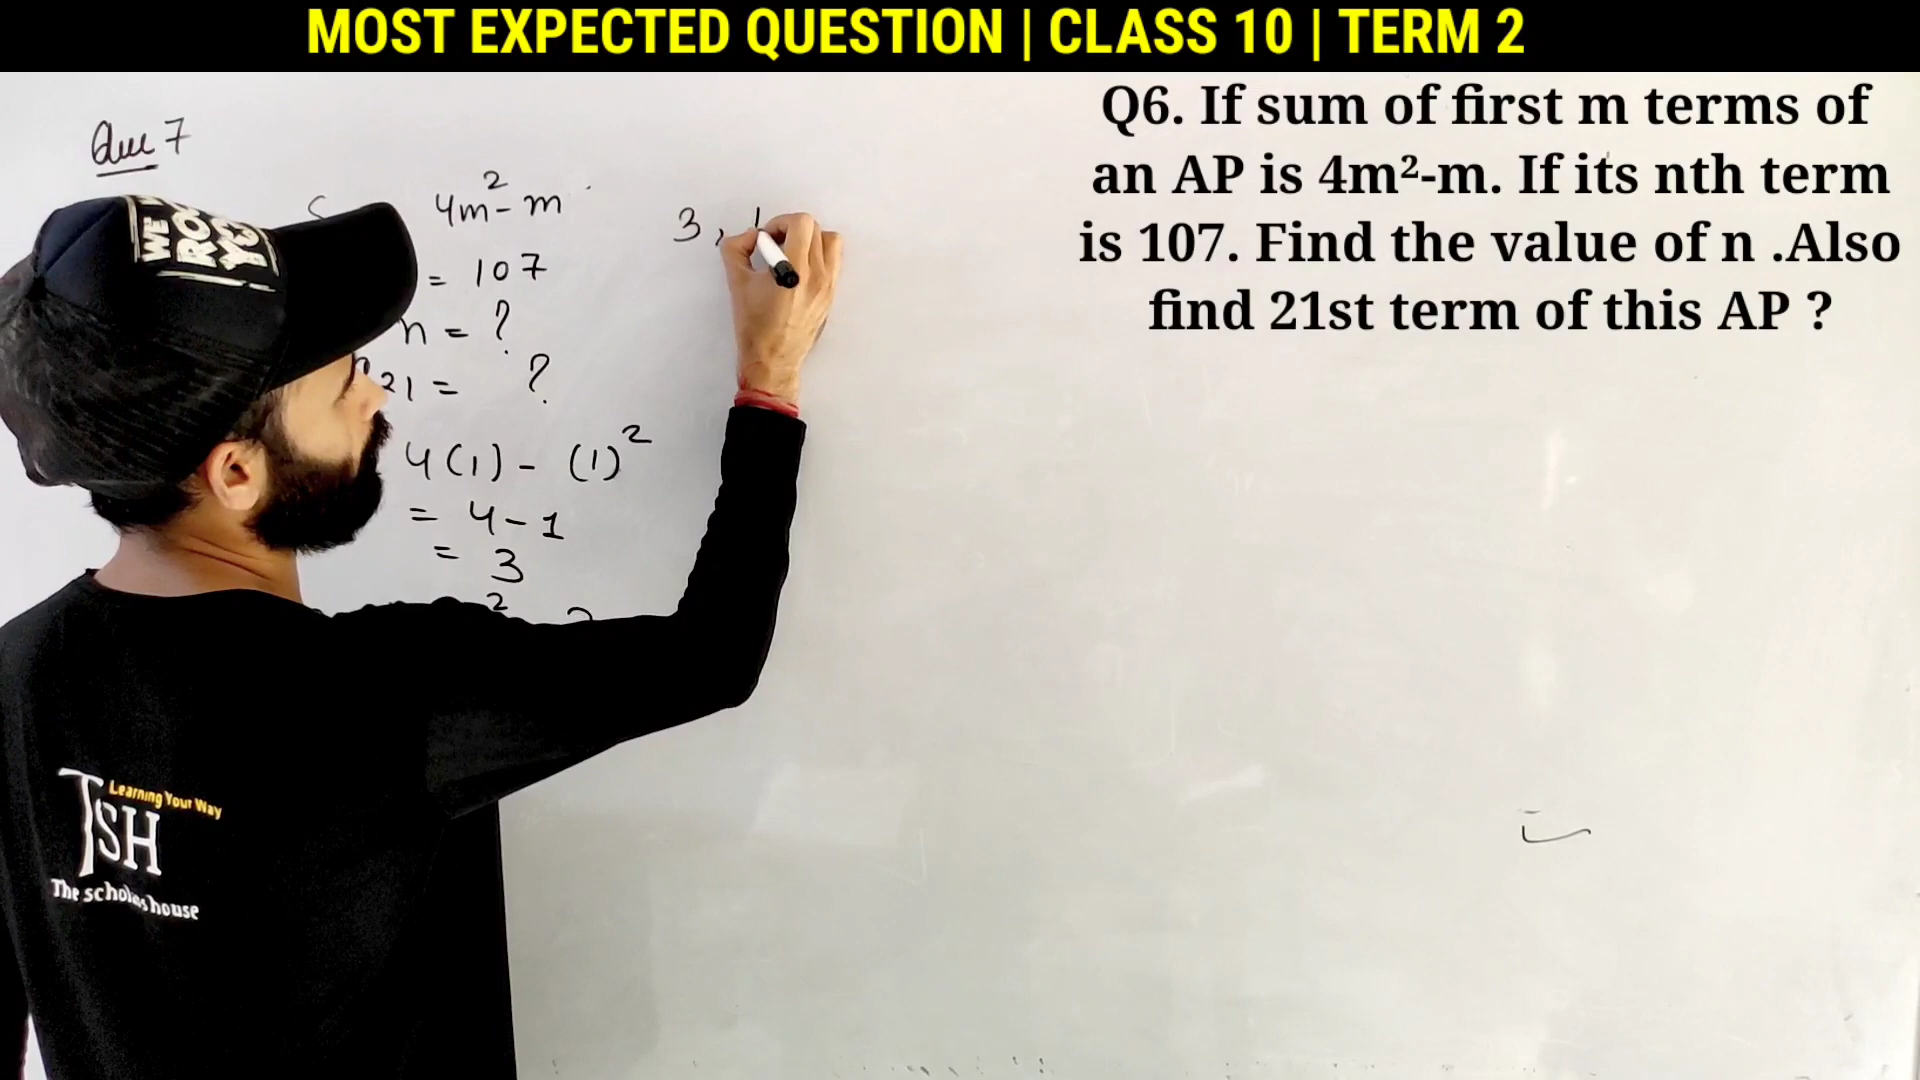 MOST EXPECTED QUESTION | CLASS 10 | TERM 2
Q6. If sum of first m terms of
an AP is 4m²-m. If its nth term
is 107. Find the value of n .Also
find 21st term of this AP ?
Que 7
4m² - m
= 107
n = ?
21 = ?
4(1) - (1)²
= 4 - 1
= 3
3,
Learning Your Way
TSH
The scholars house